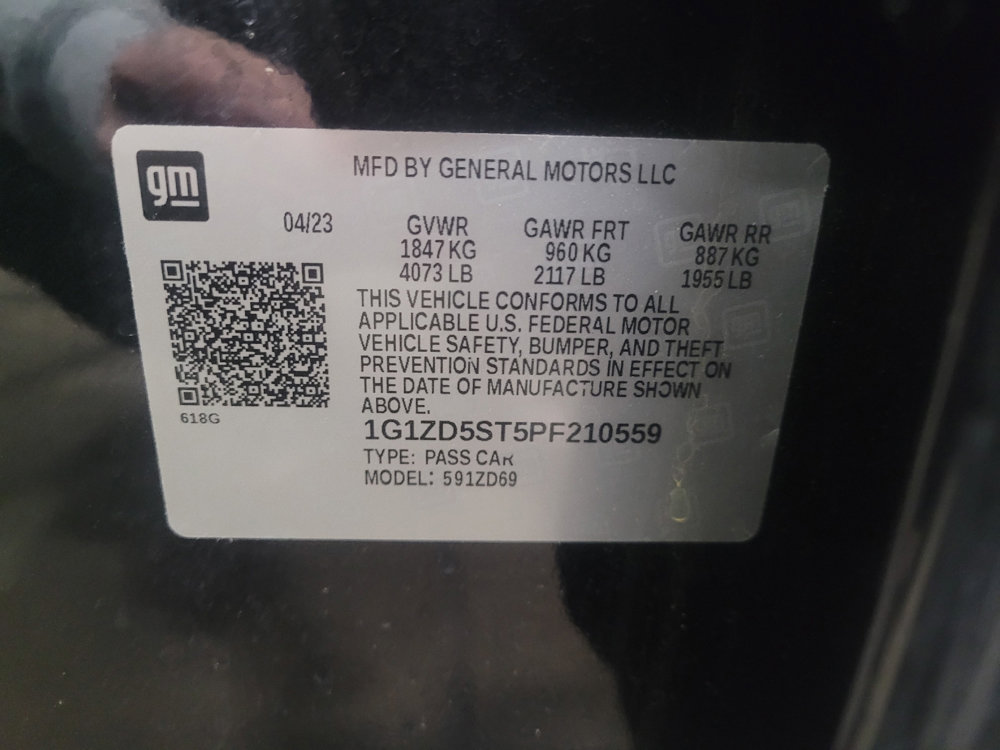 gm
MFD BY GENERAL MOTORS LLC
04/23 GVWR GAWR FRT GAWR RR
1847 KG 960 KG 887 KG
4073 LB 2117 LB 1955 LB
THIS VEHICLE CONFORMS TO ALL
APPLICABLE U.S. FEDERAL MOTOR
VEHICLE SAFETY, BUMPER, AND THEFT
PREVENTION STANDARDS IN EFFECT ON
THE DATE OF MANUFACTURE SHOWN
ABOVE.
618G
1G1ZD5ST5PF210559
TYPE: PASS CAR
MODEL: 591ZD69